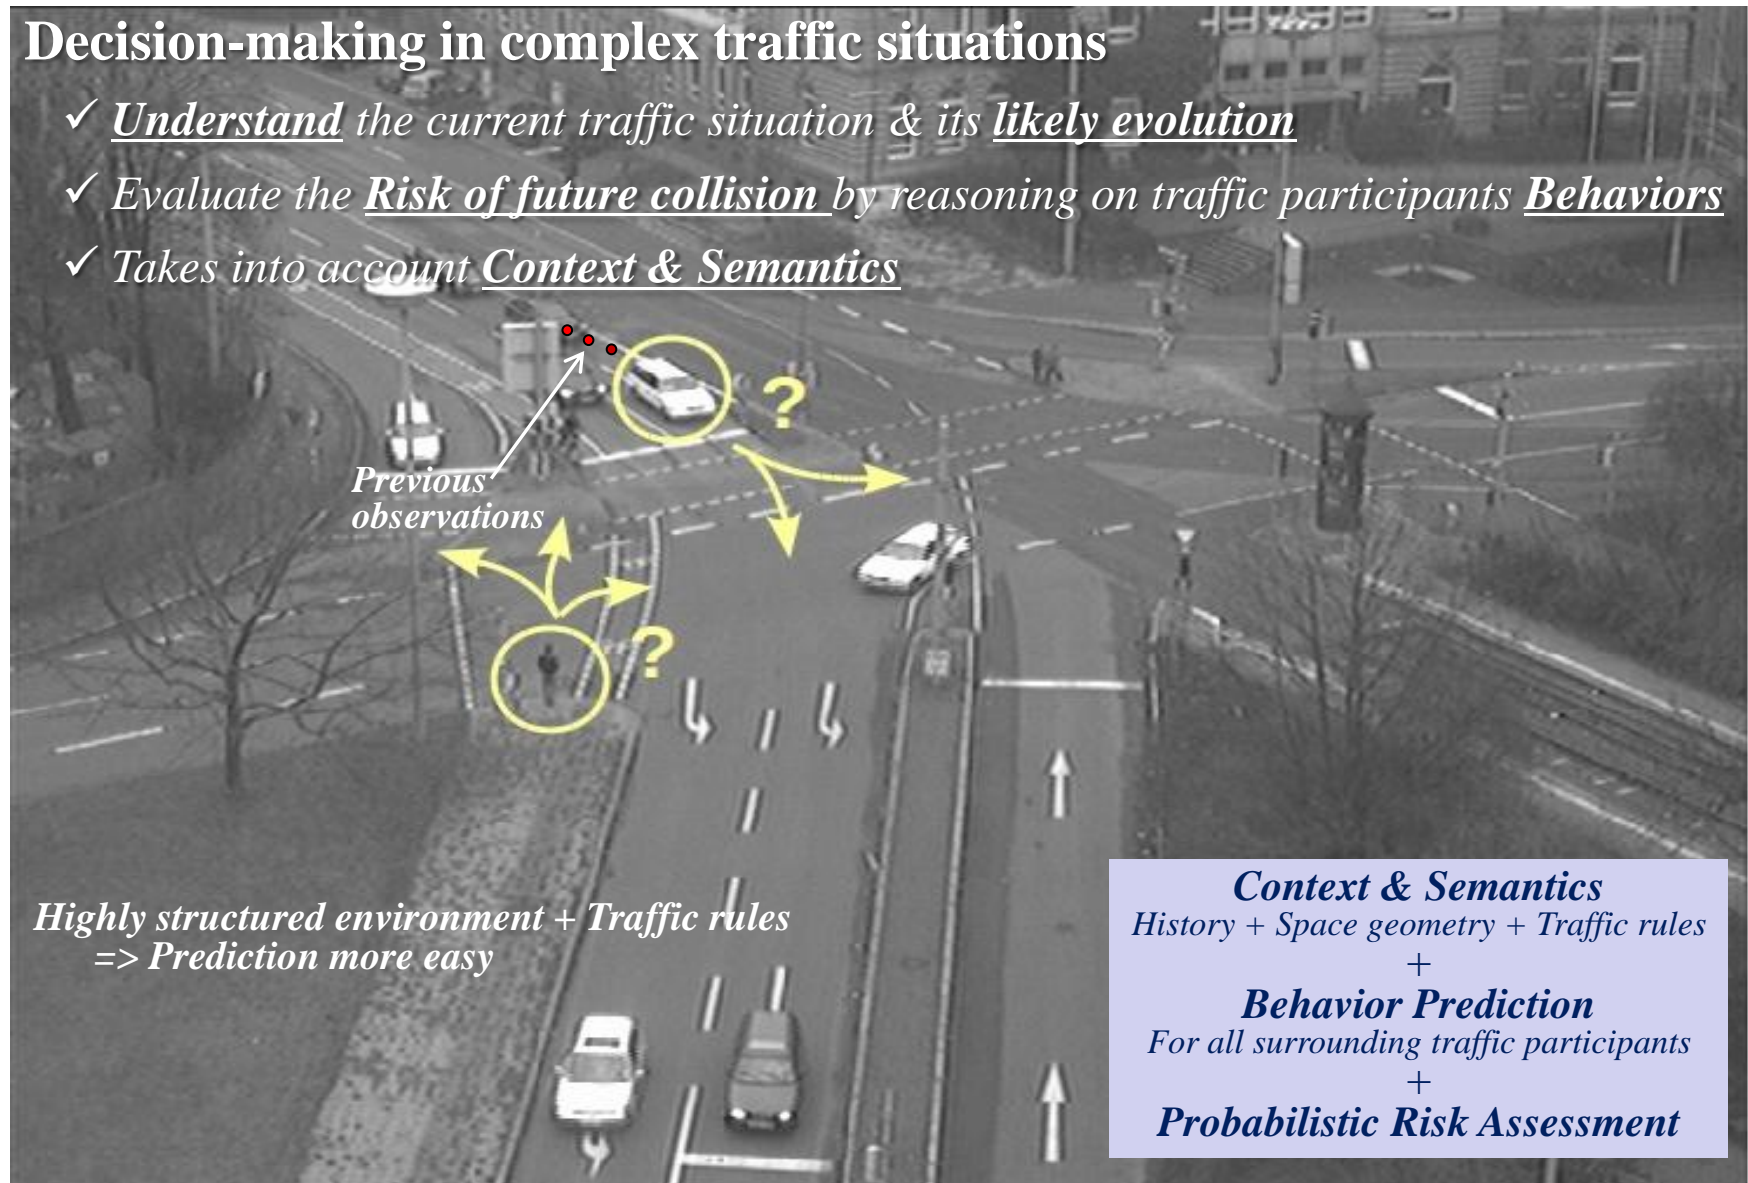 Decision-making in complex traffic situations
✓ Understand the current traffic situation & its likely evolution
✓ Evaluate the Risk of future collision by reasoning on traffic participants Behaviors
✓ Takes into account Context & Semantics
?
Previous
observations
?
Highly structured environment + Traffic rules
=> Prediction more easy
Context & Semantics
History + Space geometry + Traffic rules
+
Behavior Prediction
For all surrounding traffic participants
+
Probabilistic Risk Assessment